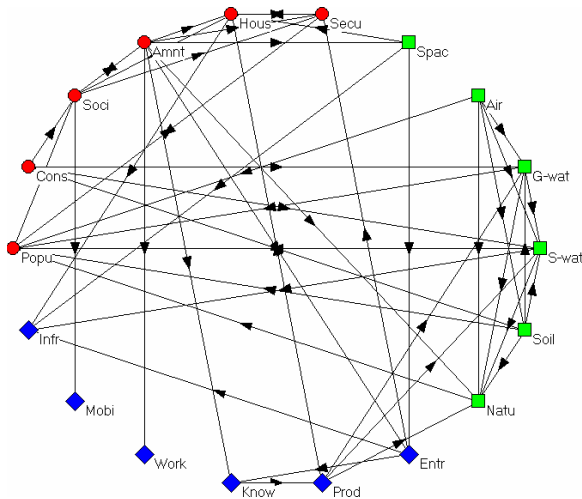 Hous
Secu
Amnt
Spac
Soci
Air
Cons
G-wat
Popu
S-wat
Infr
Soil
Mobi
Natu
Work
Entr
Know
Prod